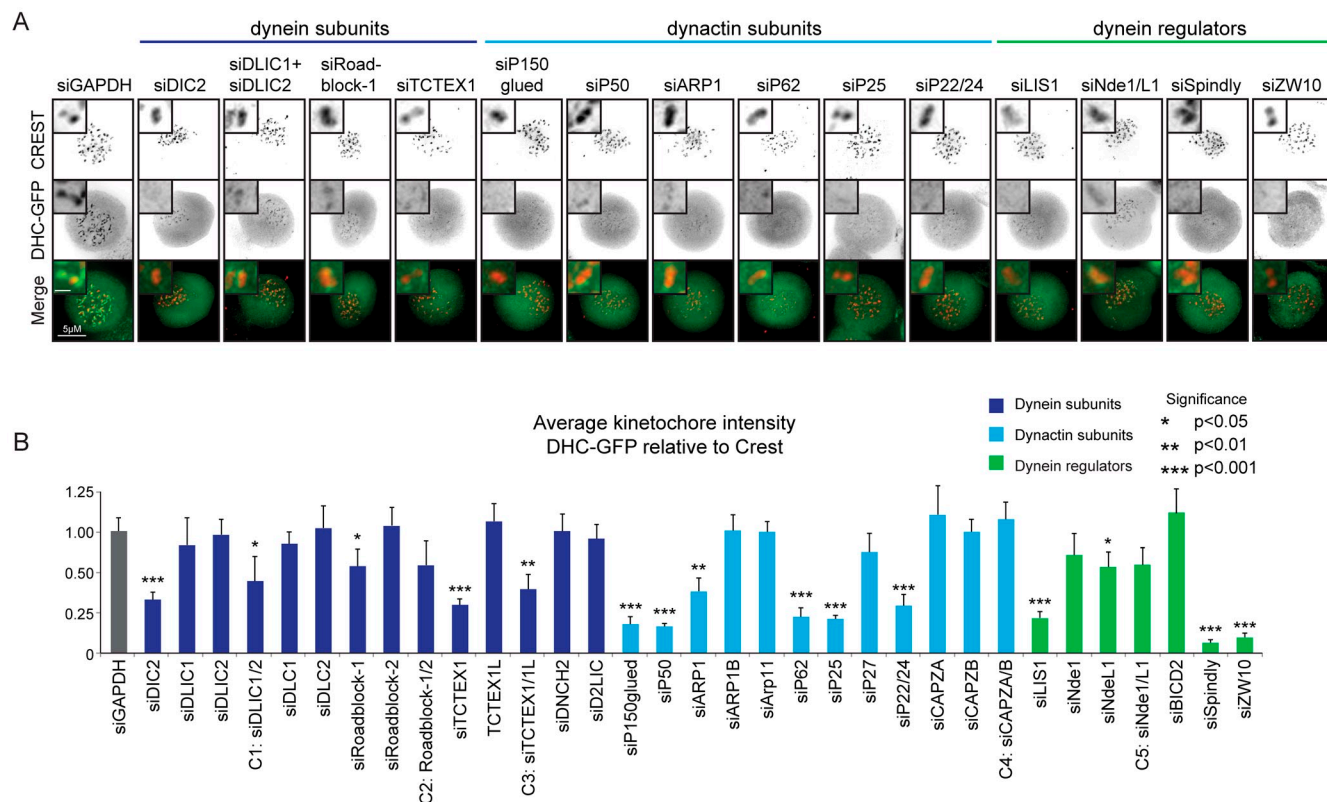 A
dynein subunits
dynactin subunits
dynein regulators
siGAPDH
siDIC2
siDLIC1+
siDLIC2
siRoad-
block-1
siTCTEX1
siP150
glued
siP50
siARP1
siP62
siP25
siP22/24
siLIS1
siNde1/L1
siSpindly
siZW10
CREST
DHC-GFP
Merge
5µM
B
Average kinetochore intensity
DHC-GFP relative to Crest
Dynein subunits
Dynactin subunits
Dynein regulators
Significance
* p<0.05
** p<0.01
*** p<0.001
1.25
1.00
0.50
0.25
0
***
*
*
***
**
***
***
**
***
***
***
***
*
***
***
siGAPDH
siDIC2
siDLIC1
siDLIC2
C1: siDLIC1/2
siDLC1
siDLC2
siRoadblock-1
siRoadblock-2
C2: Roadblock-1/2
siTCTEX1
TCTEX1L
C3: siTCTEX1/1L
siDNCH2
siD2LIC
siP150glued
siP50
siARP1
siARP1B
siArp11
siP62
siP25
siP27
siP22/24
siCAPZA
siCAPZB
C4: siCAPZA/B
siLIS1
siNde1
siNdeL1
C5: siNde1/L1
siBICD2
siSpindly
siZW10